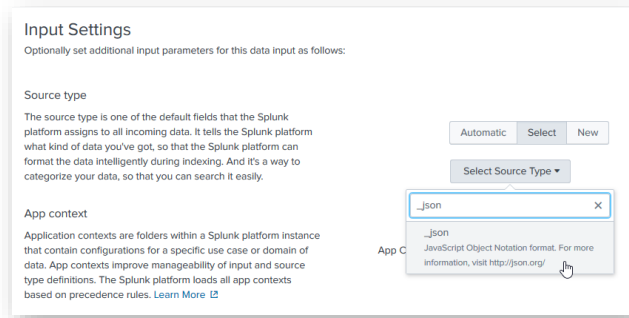 Input Settings
Optionally set additional input parameters for this data input as follows:
Source type
The source type is one of the default fields that the Splunk
platform assigns to all incoming data. It tells the Splunk platform
what kind of data you've got, so that the Splunk platform can
format the data intelligently during indexing. And it's a way to
categorize your data, so that you can search it easily.
Automatic Select New
Select Source Type
_json
_json
JavaScript Object Notation format. For more
information, visit http://json.org/
App context
Application contexts are folders within a Splunk platform instance
that contain configurations for a specific use case or domain of
data. App contexts improve manageability of input and source
type definitions. The Splunk platform loads all app contexts
based on precedence rules. Learn More
App C